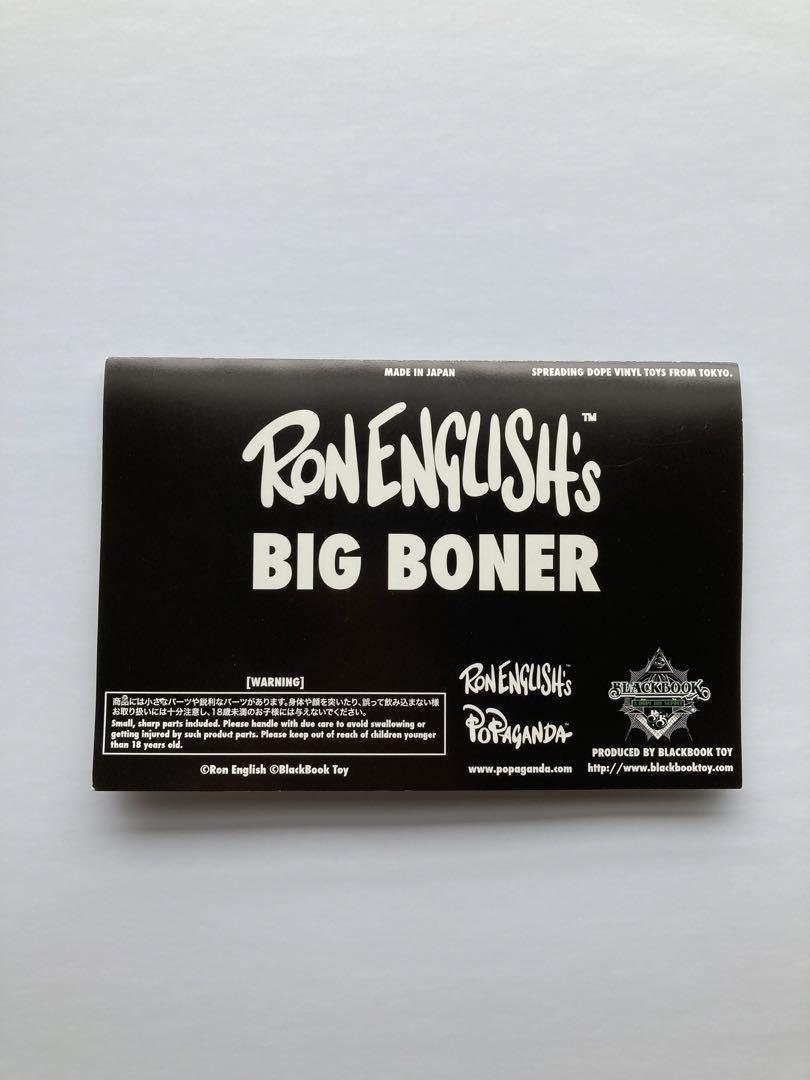 MADE IN JAPAN
SPREADING DOPE VINYL TOYS FROM TOKYO.
RON ENGLISH's™
BIG BONER
[WARNING]
商品には小さなパーツや鋭利なパーツがあります。身体や顔を突いたり、誤って飲み込まない様
お取り扱いには十分注意し、18歳未満のお子様には与えないでください。
Small, sharp parts included. Please handle with due care to avoid swallowing or
getting injured by such product parts. Please keep out of reach of children younger
than 18 years old.
©Ron English ©BlackBook Toy
RON ENGLISH's™
POPAGANDA™
www.popaganda.com
BLACKBOOK
PRODUCED BY BLACKBOOK TOY
http://www.blackbooktoy.com